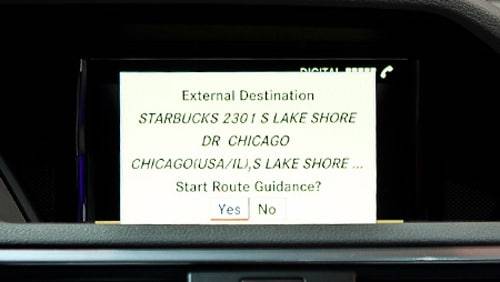 DIGITAL
External Destination
STARBUCKS 2301 S LAKE SHORE
DR CHICAGO
CHICAGO(USA/IL),S LAKE SHORE ...
Start Route Guidance?
Yes No